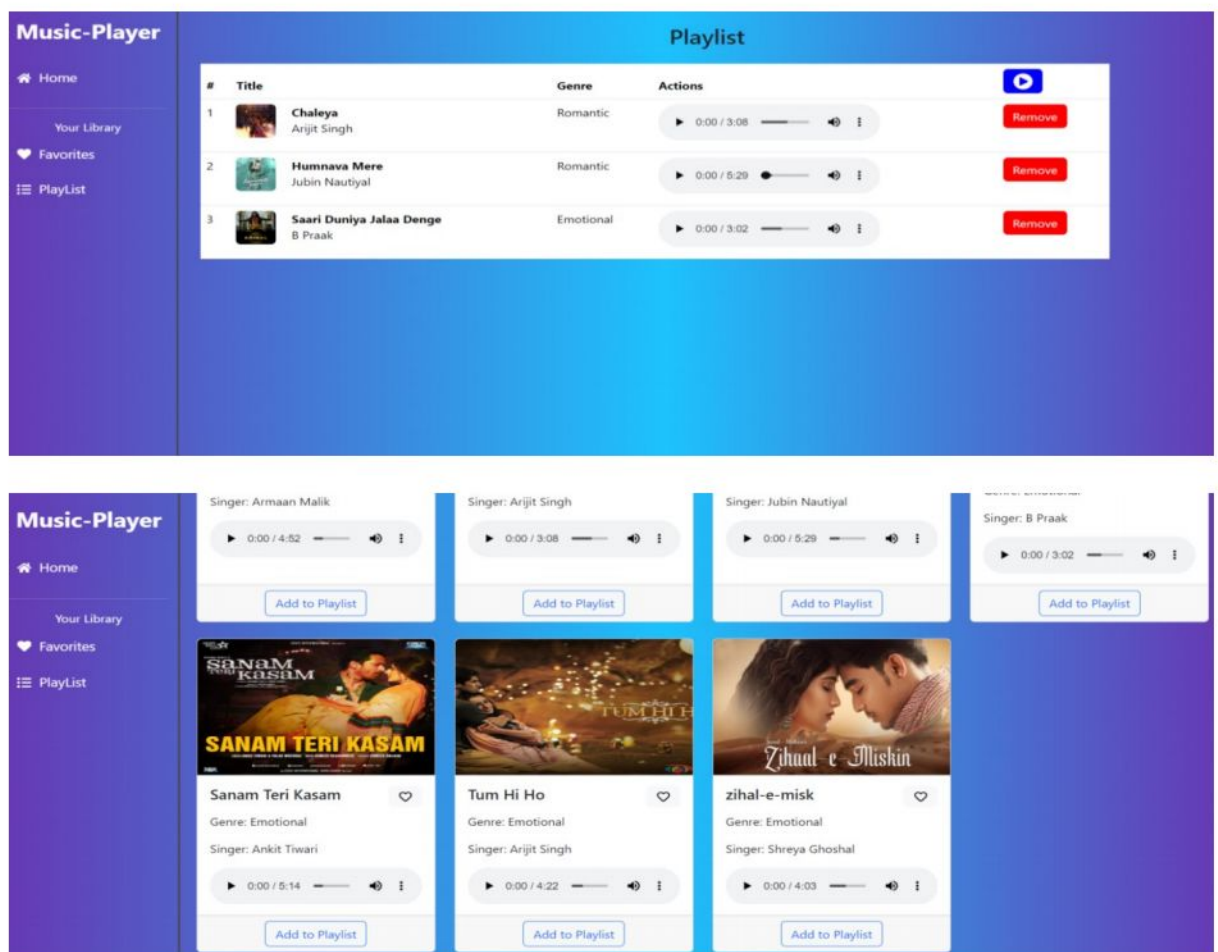 Music-Player
Home
Your Library
Favorites
PlayList
Playlist
# Title Genre Actions
1 Chaleya Romantic 0:00 / 3:08 Remove
Arijit Singh
2 Humnava Mere Romantic 0:00 / 5:29 Remove
Jubin Nautiyal
3 Saari Duniya Jalaa Denge Emotional 0:00 / 3:02 Remove
B Praak
Music-Player
Home
Your Library
Favorites
PlayList
Singer: Armaan Malik
0:00 / 4:52
Add to Playlist
Singer: Arijit Singh
0:00 / 3:08
Add to Playlist
Singer: Jubin Nautiyal
0:00 / 5:29
Add to Playlist
Singer: B Praak
0:00 / 3:02
Add to Playlist
SANAM
TERI KASAM
SANAM TERI KASAM
Sanam Teri Kasam
Genre: Emotional
Singer: Ankit Tiwari
0:00 / 5:14
Add to Playlist
TUM HI H
Tum Hi Ho
Genre: Emotional
Singer: Arijit Singh
0:00 / 4:22
Add to Playlist
Zihaal e Miskin
zihal-e-misk
Genre: Emotional
Singer: Shreya Ghoshal
0:00 / 4:03
Add to Playlist